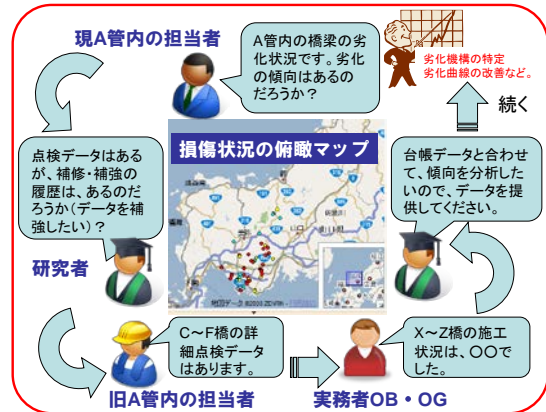 現A管内の担当者
A管内の橋梁の劣
化状況です。劣化
の傾向はあるの
だろうか?
劣化機構の特定
劣化曲線の改善など。
続く
点検データはある
が、補修・補強の
履歴は、あるのだ
ろうか(データを補
強したい)?
研究者
損傷状況の俯瞰マップ
台帳データと合わせ
て、傾向を分析し
たいので、データを提
供してください。
C~F橋の詳
細点検データ
はあります。
旧A管内の担当者
X~Z橋の施工
状況は、〇〇で
した。
実務者OB・OG